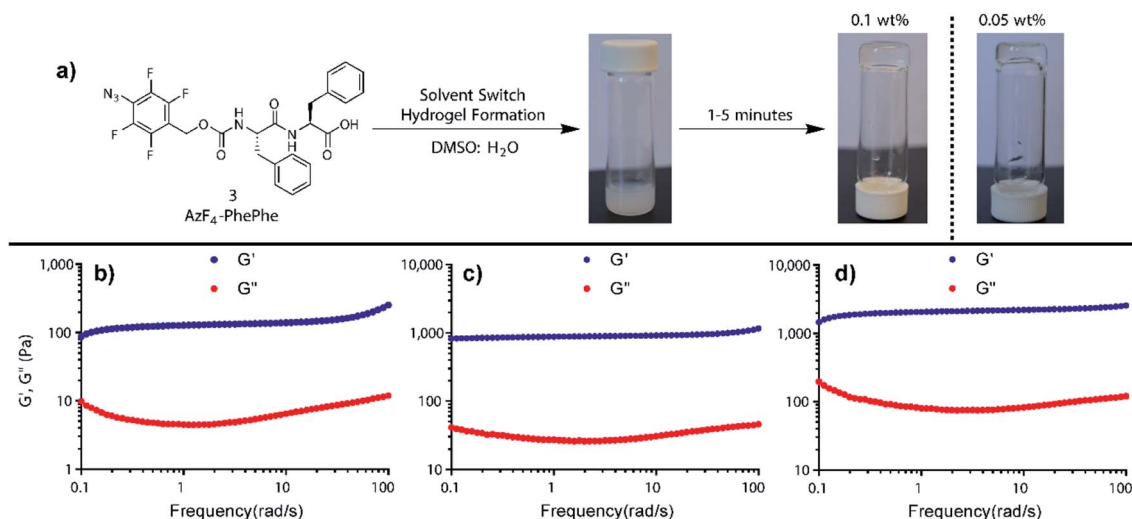 a)
F
F
N3
F
F
O
O
H
N
O
N
H
O
OH
3
AzF4-PhePhe
Solvent Switch
Hydrogel Formation
DMSO: H2O
1-5 minutes
0.1 wt%
0.05 wt%
b)
G'
G"
G', G" (Pa)
1,000
100
10
1
0.1
1
10
100
Frequency(rad/s)
c)
G'
G"
10,000
1,000
100
10
0.1
1
10
100
Frequency(rad/s)
d)
G'
G"
10,000
1,000
100
10
0.1
1
10
100
Frequency(rad/s)